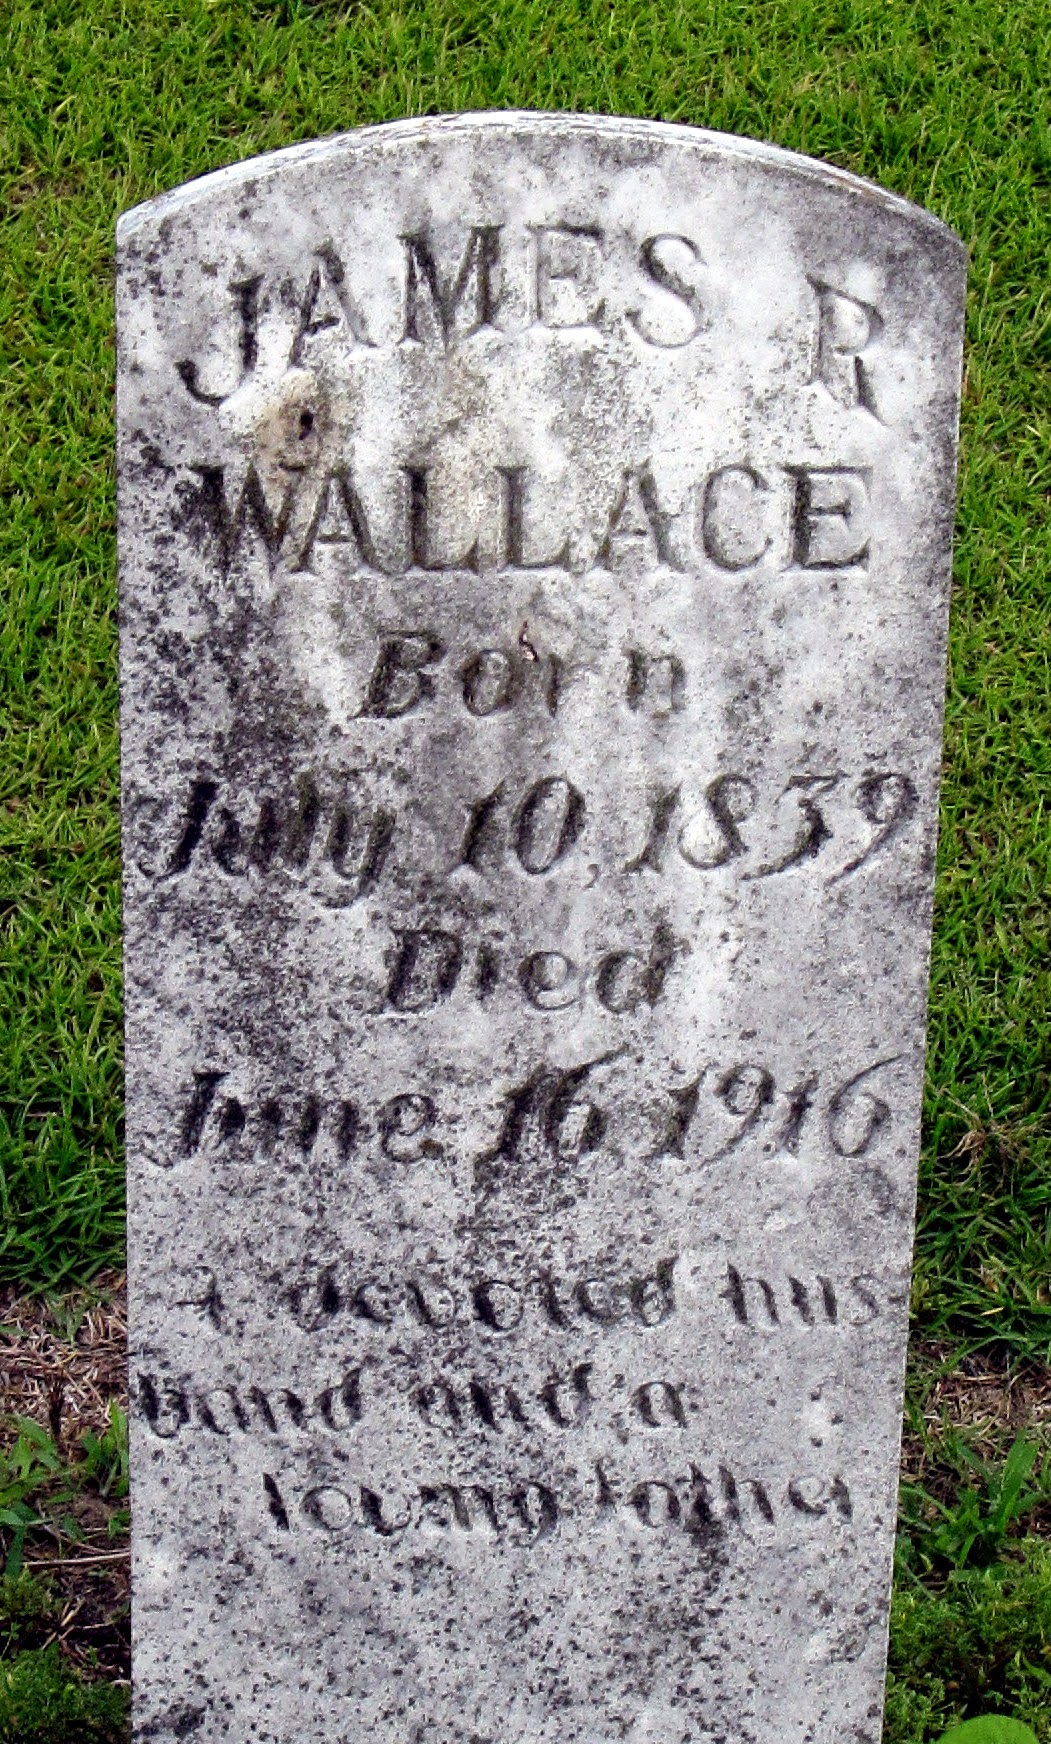 JAMES R
WALLACE
Born
July 10, 1839
Died
June 16, 1916
A devoted hus
band and a
loving father